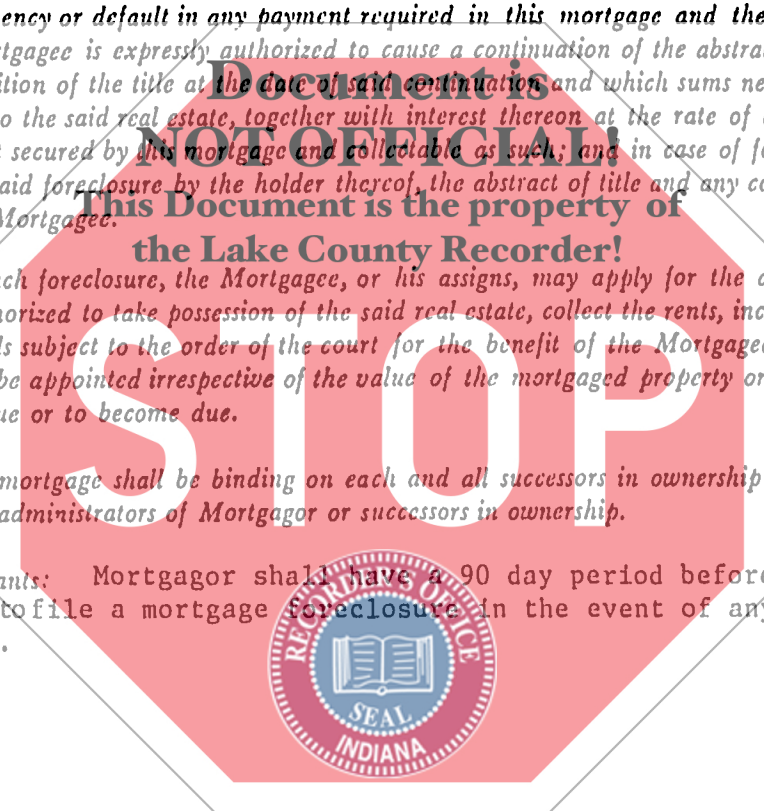 ency or default in any payment required in this mortgage and the
tgagee is expressly authorized to cause a continuation of the abstra
ition of the title at the date of said continuation and which sums ne
o the said real estate, together with interest thereon at the rate of
t secured by this mortgage and collectable as such; and in case of f
aid foreclosure by the holder thereof, the abstract of title and any c
Mortgagee.
Document is
NOT OFFICIAL!
This Document is the property of
the Lake County Recorder!
ch foreclosure, the Mortgagee, or his assigns, may apply for the
horized to take possession of the said real estate, collect the rents, inc
ls subject to the order of the court for the benefit of the Mortgagee
be appointed irrespective of the value of the mortgaged property or
ue or to become due.
STOP
mortgage shall be binding on each and all successors in ownership
administrators of Mortgagor or successors in ownership.
ants: Mortgagor shall have a 90 day period before
to file a mortgage foreclosure in the event of any
.
RECORDER'S OFFICE
SEAL
INDIANA